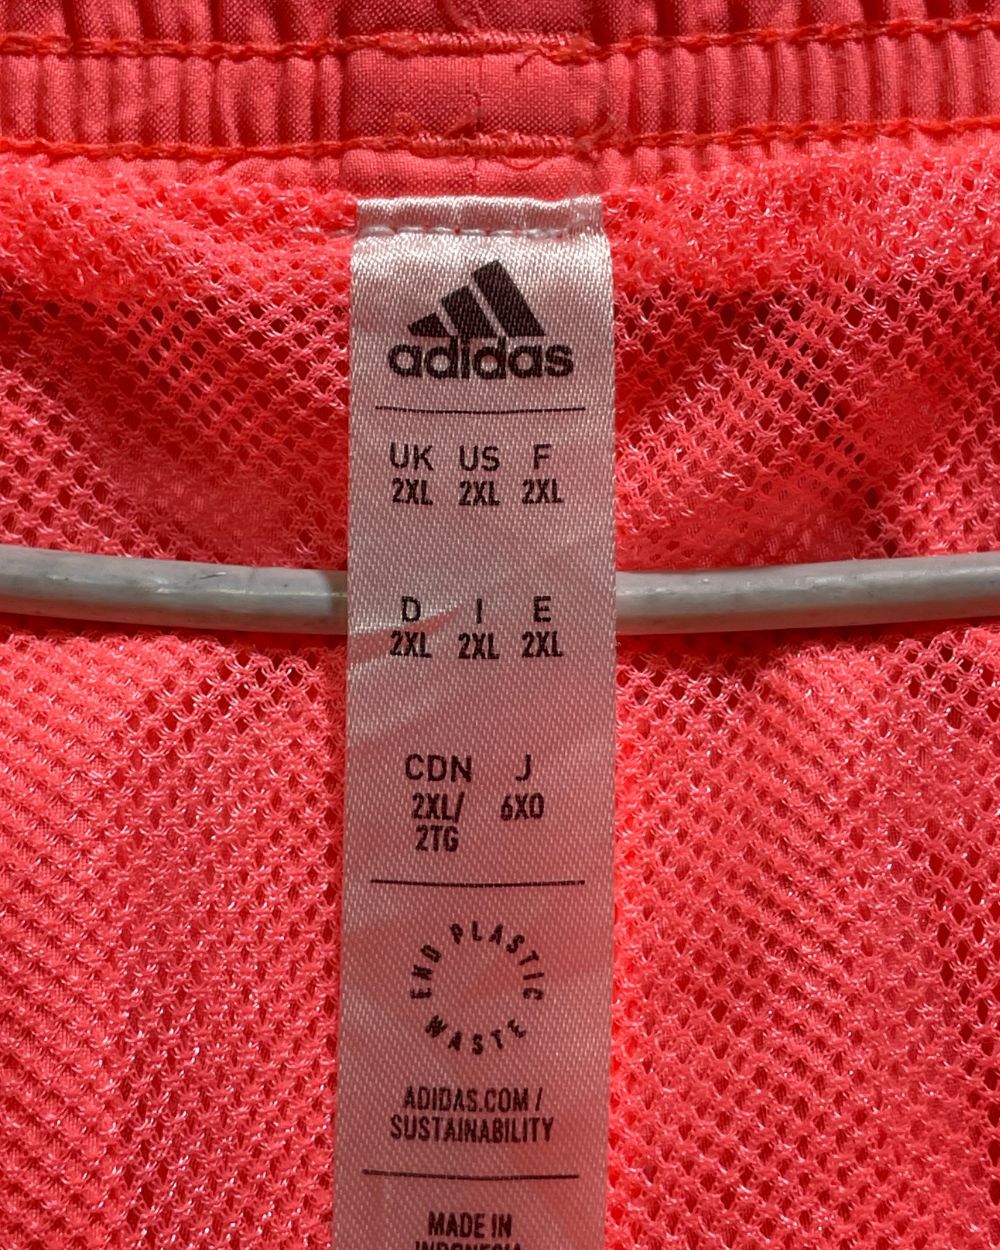 adidas
UK US F
2XL 2XL 2XL
D I E
2XL 2XL 2XL
CDN J
2XL/ 6XO
2TG
END PLASTIC WASTE
ADIDAS.COM/
SUSTAINABILITY
MADE IN
INDONESIA